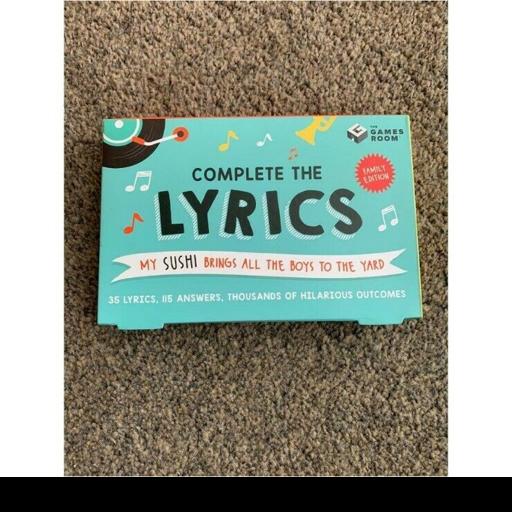 THE
GAMES
ROOM
COMPLETE THE
FAMILY
EDITION
LYRICS
MY SUSHI BRINGS ALL THE BOYS TO THE YARD
35 LYRICS, 115 ANSWERS, THOUSANDS OF HILARIOUS OUTCOMES